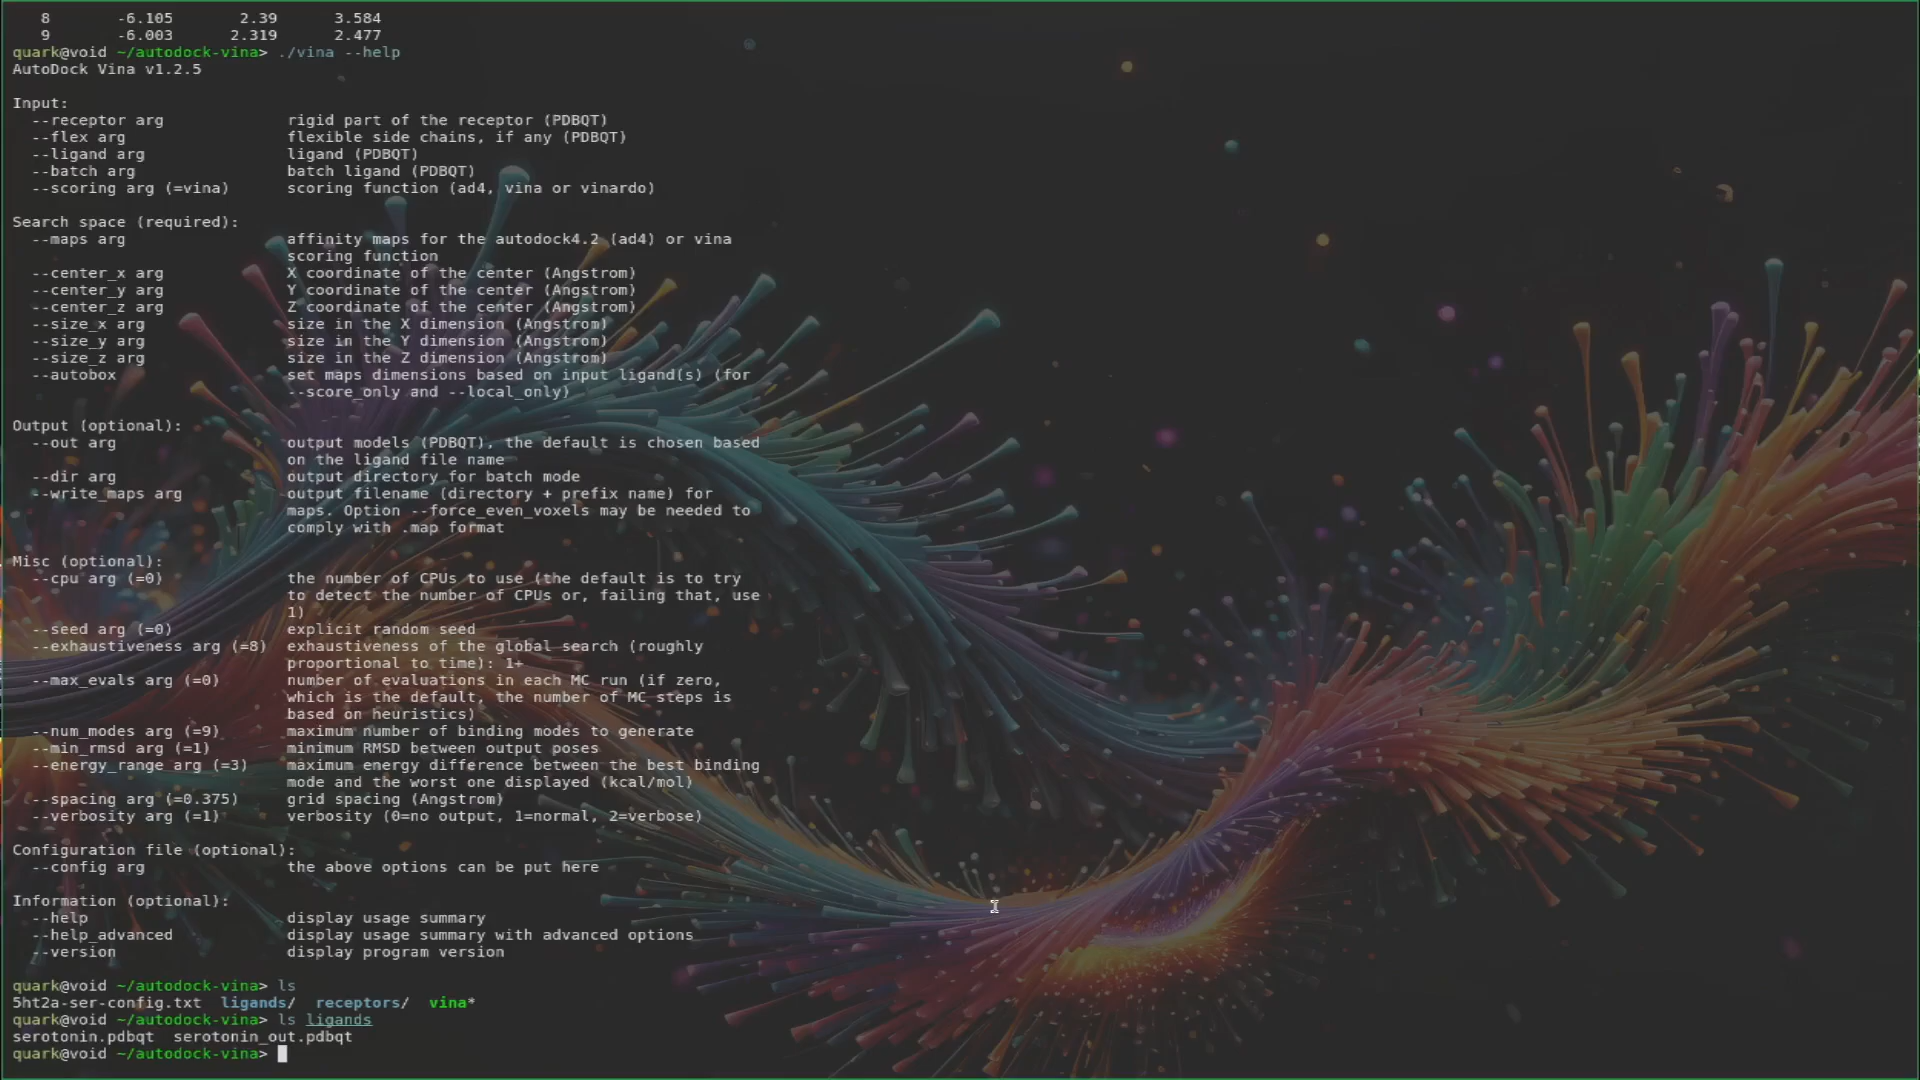 8 -6.105 2.39 3.584
9 -6.003 2.319 2.477
quark@void ~/autodock-vina> ./vina --help
AutoDock Vina v1.2.5
Input:
--receptor arg rigid part of the receptor (PDBQT)
--flex arg flexible side chains, if any (PDBQT)
--ligand arg ligand (PDBQT)
--batch arg batch ligand (PDBQT)
--scoring arg (=vina) scoring function (ad4, vina or vinardo)
Search space (required):
--maps arg affinity maps for the autodock4.2 (ad4) or vina
scoring function
--center_x arg X coordinate of the center (Angstrom)
--center_y arg Y coordinate of the center (Angstrom)
--center_z arg Z coordinate of the center (Angstrom)
--size_x arg size in the X dimension (Angstrom)
--size_y arg size in the Y dimension (Angstrom)
--size_z arg size in the Z dimension (Angstrom)
--autobox set maps dimensions based on input ligand(s) (for
--score_only and --local_only)
Output (optional):
--out arg output models (PDBQT), the default is chosen based
on the ligand file name
--dir arg output directory for batch mode
--write_maps arg output filename (directory + prefix name) for
maps. Option --force_even_voxels may be needed to
comply with .map format
Misc (optional):
--cpu arg (=0) the number of CPUs to use (the default is to try
to detect the number of CPUs or, failing that, use
1)
--seed arg (=0) explicit random seed
--exhaustiveness arg (=8) exhaustiveness of the global search (roughly
proportional to time): 1+
--max_evals arg (=0) number of evaluations in each MC run (if zero,
which is the default, the number of MC steps is
based on heuristics)
--num_modes arg (=9) maximum number of binding modes to generate
--min_rmsd arg (=1) minimum RMSD between output poses
--energy_range arg (=3) maximum energy difference between the best binding
mode and the worst one displayed (kcal/mol)
--spacing arg (=0.375) grid spacing (Angstrom)
--verbosity arg (=1) verbosity (0=no output, 1=normal, 2=verbose)
Configuration file (optional):
--config arg the above options can be put here
Information (optional):
--help display usage summary
--help_advanced display usage summary with advanced options
--version display program version
quark@void ~/autodock-vina> ls
5ht2a-ser-config.txt ligands/ receptors/ vina*
quark@void ~/autodock-vina> ls ligands
serotonin.pdbqt serotonin_out.pdbqt
quark@void ~/autodock-vina>